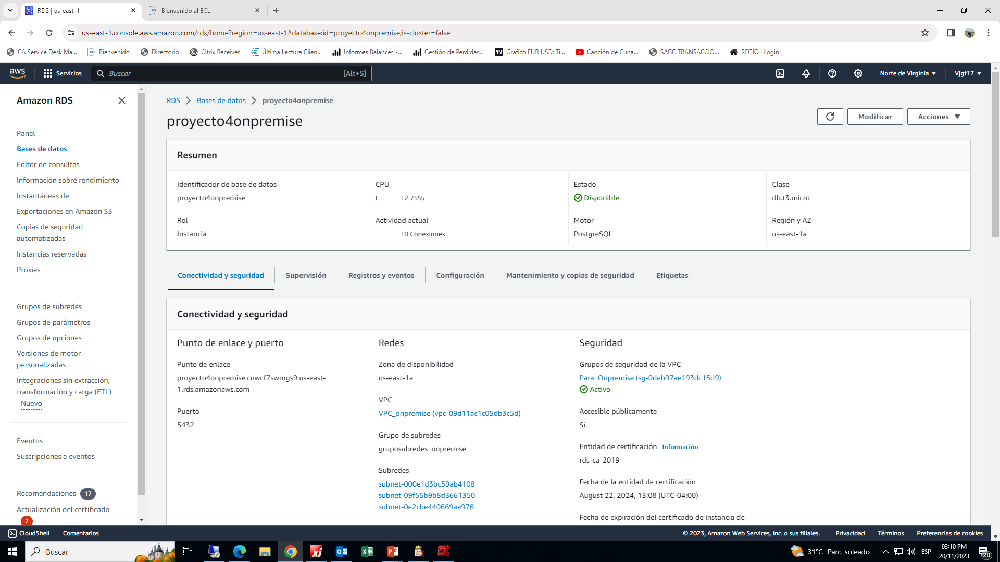 RDS | us-east-1
Bienvenido al ECL
us-east-1.console.aws.amazon.com/rds/home?region=us-east-1#database:id=proyecto4onpremise;is-cluster=false
CA Service Desk Ma...
Bienvenido
Directorio
Citrix Receiver
Última Lectura Clien...
Informes Balances -...
Gestión de Perdidas...
Gráfico EUR USD: Ti...
Canción de Cuna...
SAGC TRANSACCIO...
REGIO | Login
aws
Servicios
Buscar
[Alt+S]
Norte de Virginia
Vjgt17
Amazon RDS
Panel
Bases de datos
Editor de consultas
Información sobre rendimiento
Instantáneas de
Exportaciones en Amazon S3
Copias de seguridad
automatizadas
Instancias reservadas
Proxies
Grupos de subredes
Grupos de parámetros
Grupos de opciones
Versiones de motor
personalizadas
Integraciones sin extracción,
transformación y carga (ETL)
Nuevo
Eventos
Suscripciones a eventos
Recomendaciones 17
Actualización del certificado
2
RDS > Bases de datos > proyecto4onpremise
proyecto4onpremise
Modificar
Acciones
Resumen
Identificador de base de datos
proyecto4onpremise
CPU
2.75%
Estado
Disponible
Clase
db.t3.micro
Rol
Instancia
Actividad actual
0 Conexiones
Motor
PostgreSQL
Región y AZ
us-east-1a
Conectividad y seguridad
Supervisión
Registros y eventos
Configuración
Mantenimiento y copias de seguridad
Etiquetas
Conectividad y seguridad
Punto de enlace y puerto
Punto de enlace
proyecto4onpremise.cnwcf7swmgs9.us-east-
1.rds.amazonaws.com
Puerto
5432
Redes
Zona de disponibilidad
us-east-1a
VPC
VPC_onpremise (vpc-09d11ac1c05db3c5d)
Grupo de subredes
gruposubredes_onpremise
Subredes
subnet-000e1d3bc59ab4108
subnet-09f55b9b8d3661350
subnet-0e2cbe440669ae976
Seguridad
Grupos de seguridad de la VPC
Para_Onpremise (sg-0deb97ae193dc15d9)
Activo
Accesible públicamente
Sí
Entidad de certificación Información
rds-ca-2019
Fecha de la entidad de certificación
August 22, 2024, 13:08 (UTC-04:00)
Fecha de expiración del certificado de instancia de
CloudShell
Comentarios
© 2023, Amazon Web Services, Inc. o sus filiales.
Privacidad
Términos
Preferencias de cookies
Buscar
31°C Parc. soleado
ESP
03:10 PM
20/11/2023
20